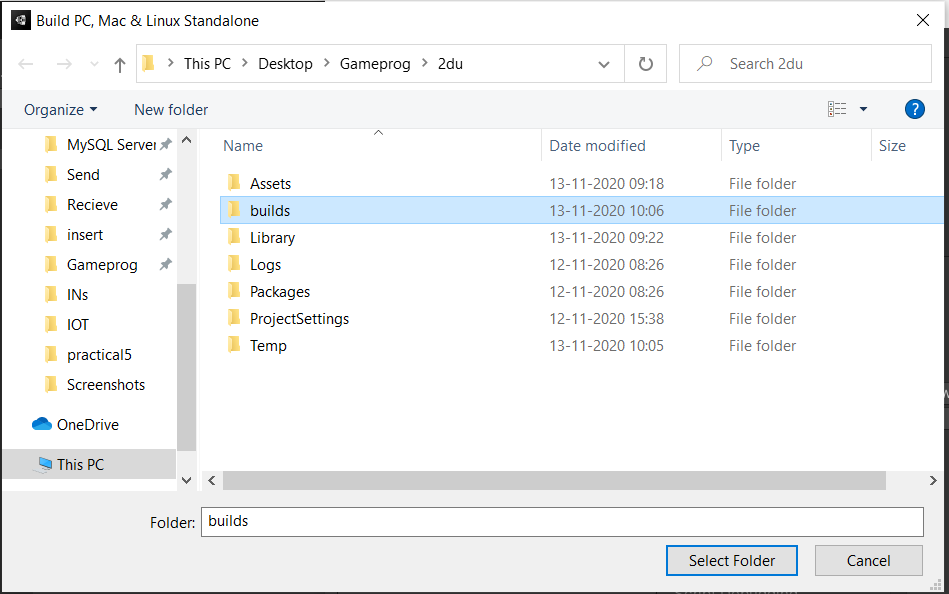 Build PC, Mac & Linux Standalone
This PC > Desktop > Gameprog > 2du
Search 2du
Organize
New folder
?
Name
Date modified
Type
Size
MySQL Server
Send
Recieve
insert
Gameprog
INs
IOT
practical5
Screenshots
OneDrive
This PC
Assets 13-11-2020 09:18 File folder
builds 13-11-2020 10:06 File folder
Library 13-11-2020 09:22 File folder
Logs 12-11-2020 08:26 File folder
Packages 12-11-2020 08:26 File folder
ProjectSettings 12-11-2020 15:38 File folder
Temp 13-11-2020 10:05 File folder
Folder: builds
Select Folder
Cancel